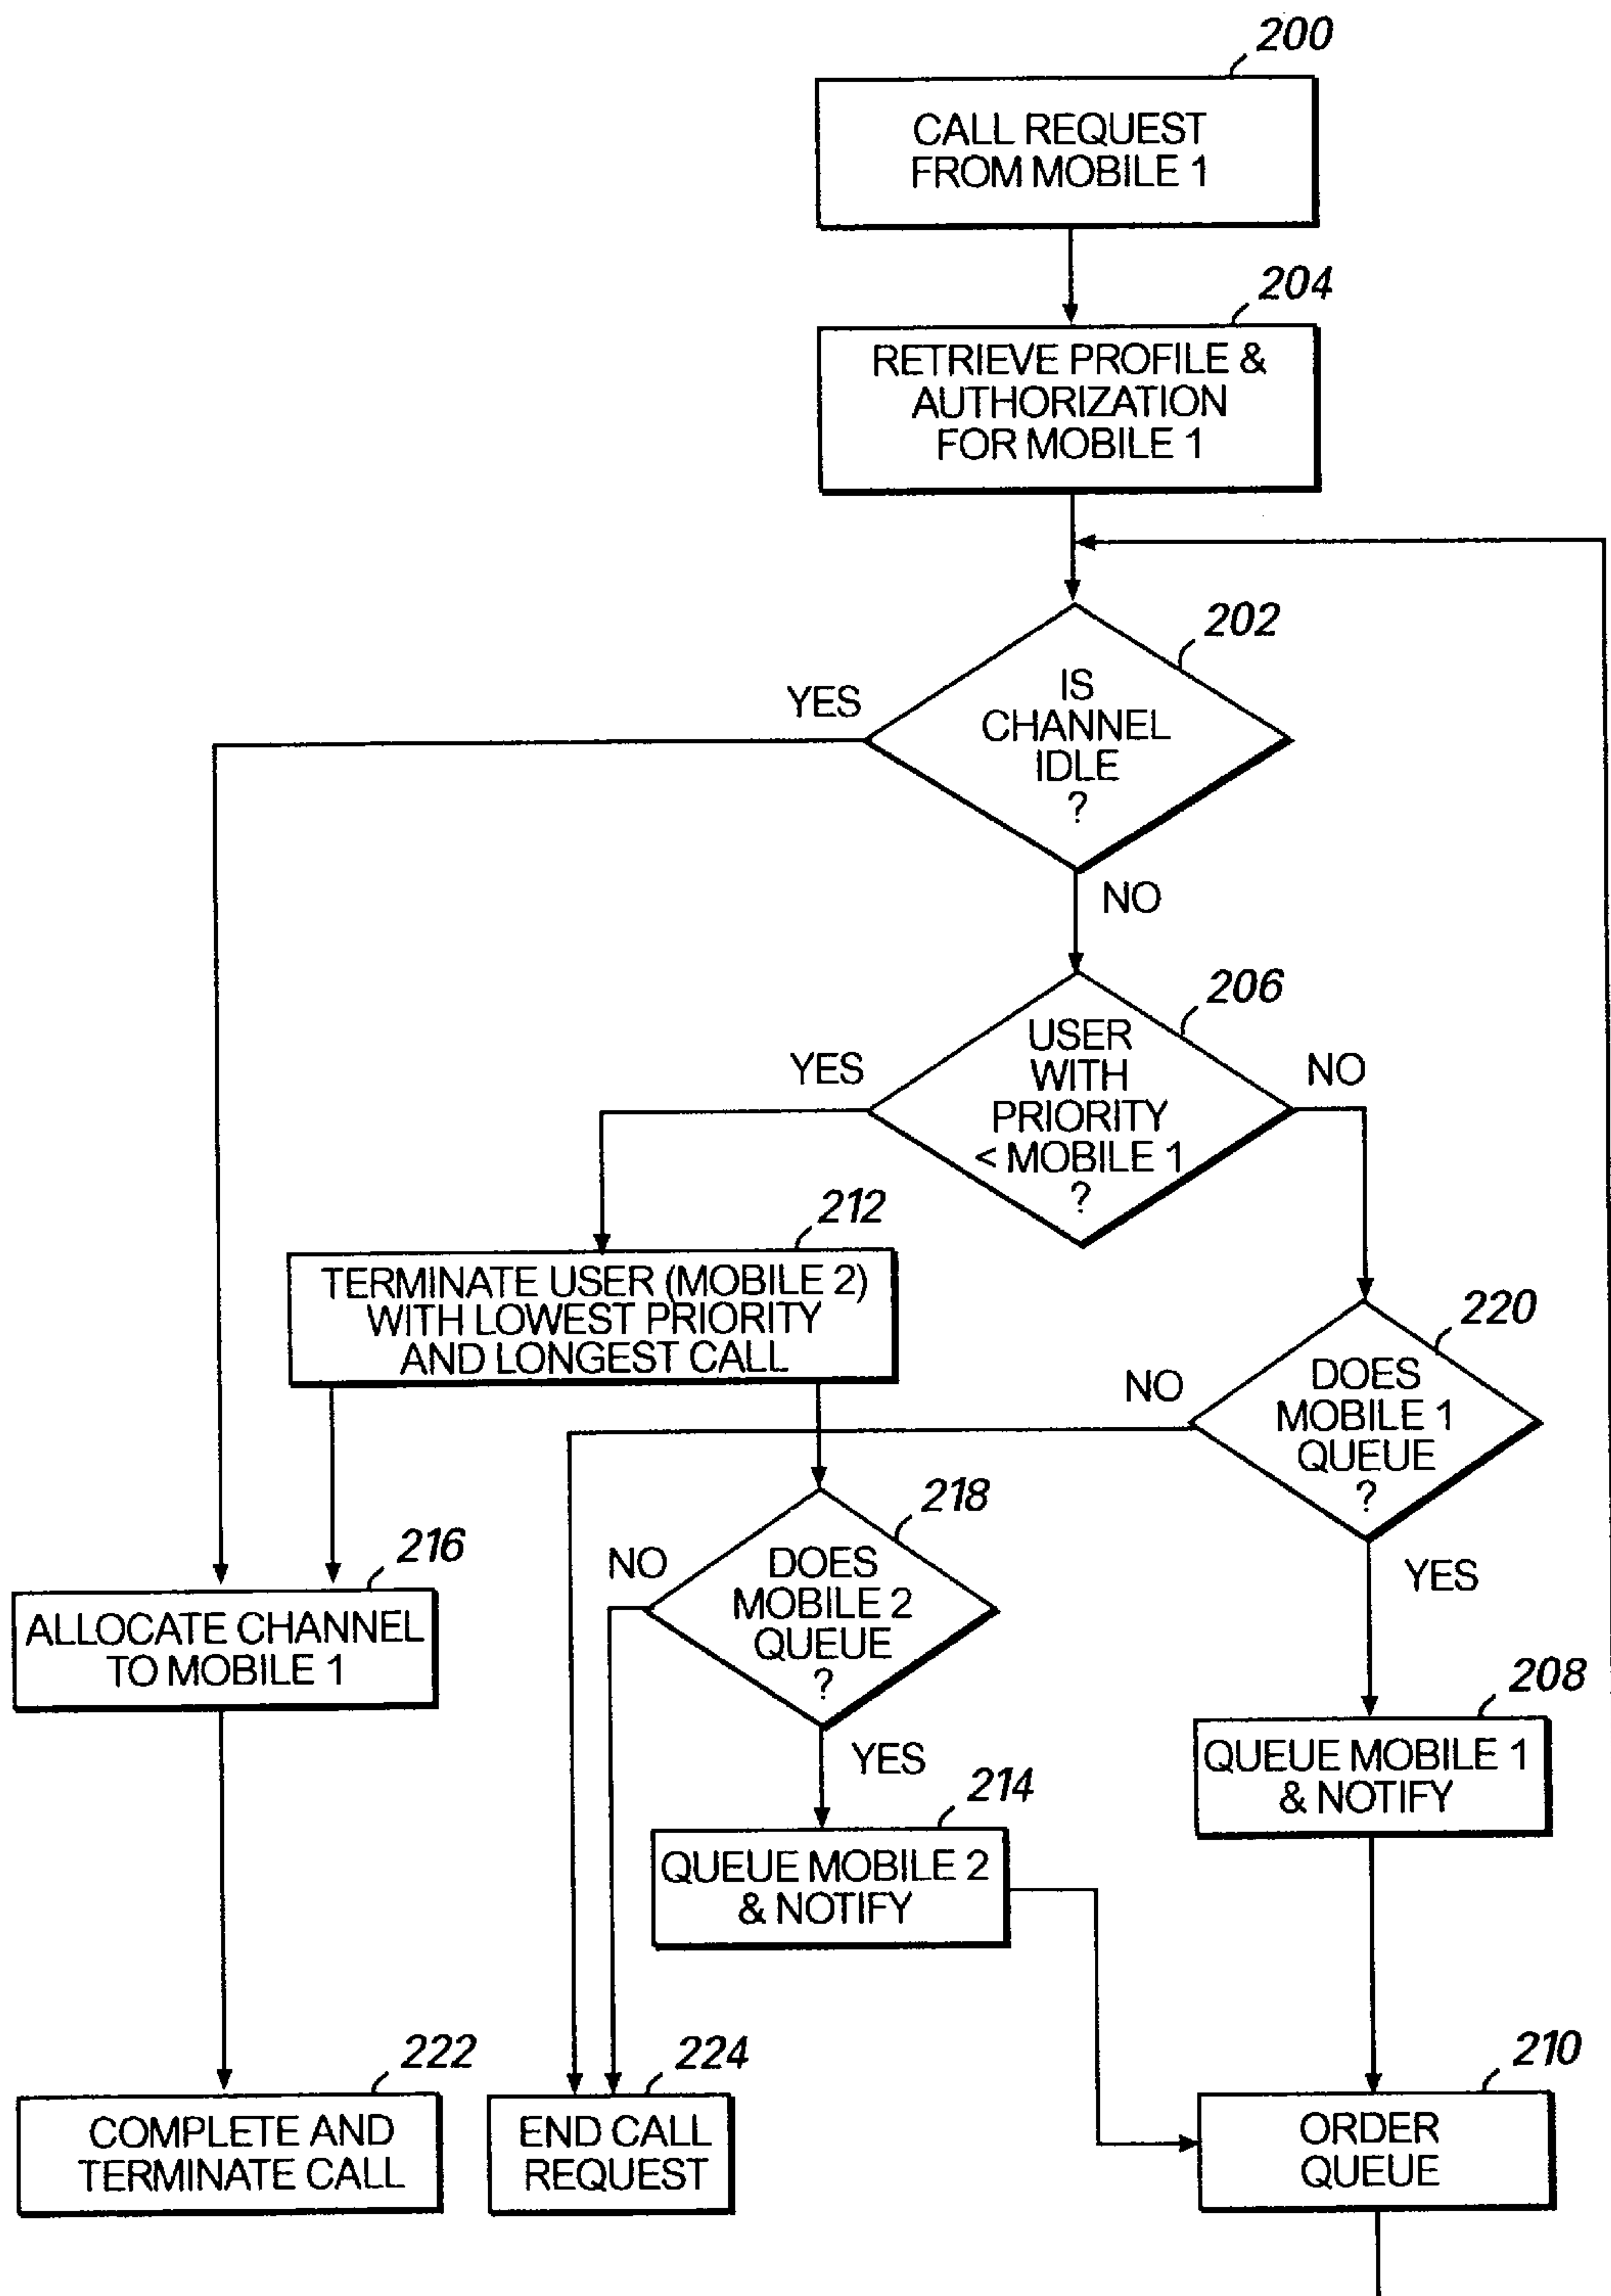 200
CALL REQUEST
FROM MOBILE 1
204
RETRIEVE PROFILE &
AUTHORIZATION
FOR MOBILE 1
202
IS
CHANNEL
IDLE
?
YES
NO
206
USER
WITH
PRIORITY
< MOBILE 1
?
YES
NO
212
TERMINATE USER (MOBILE 2)
WITH LOWEST PRIORITY
AND LONGEST CALL
220
DOES
MOBILE 1
QUEUE
?
NO
YES
218
DOES
MOBILE 2
QUEUE
?
NO
YES
216
ALLOCATE CHANNEL
TO MOBILE 1
208
QUEUE MOBILE 1
& NOTIFY
214
QUEUE MOBILE 2
& NOTIFY
222
COMPLETE AND
TERMINATE CALL
224
END CALL
REQUEST
210
ORDER
QUEUE